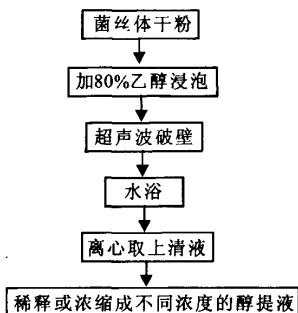 菌丝体干粉
加80%乙醇浸泡
超声波破壁
水浴
离心取上清液
稀释或浓缩成不同浓度的醇提液